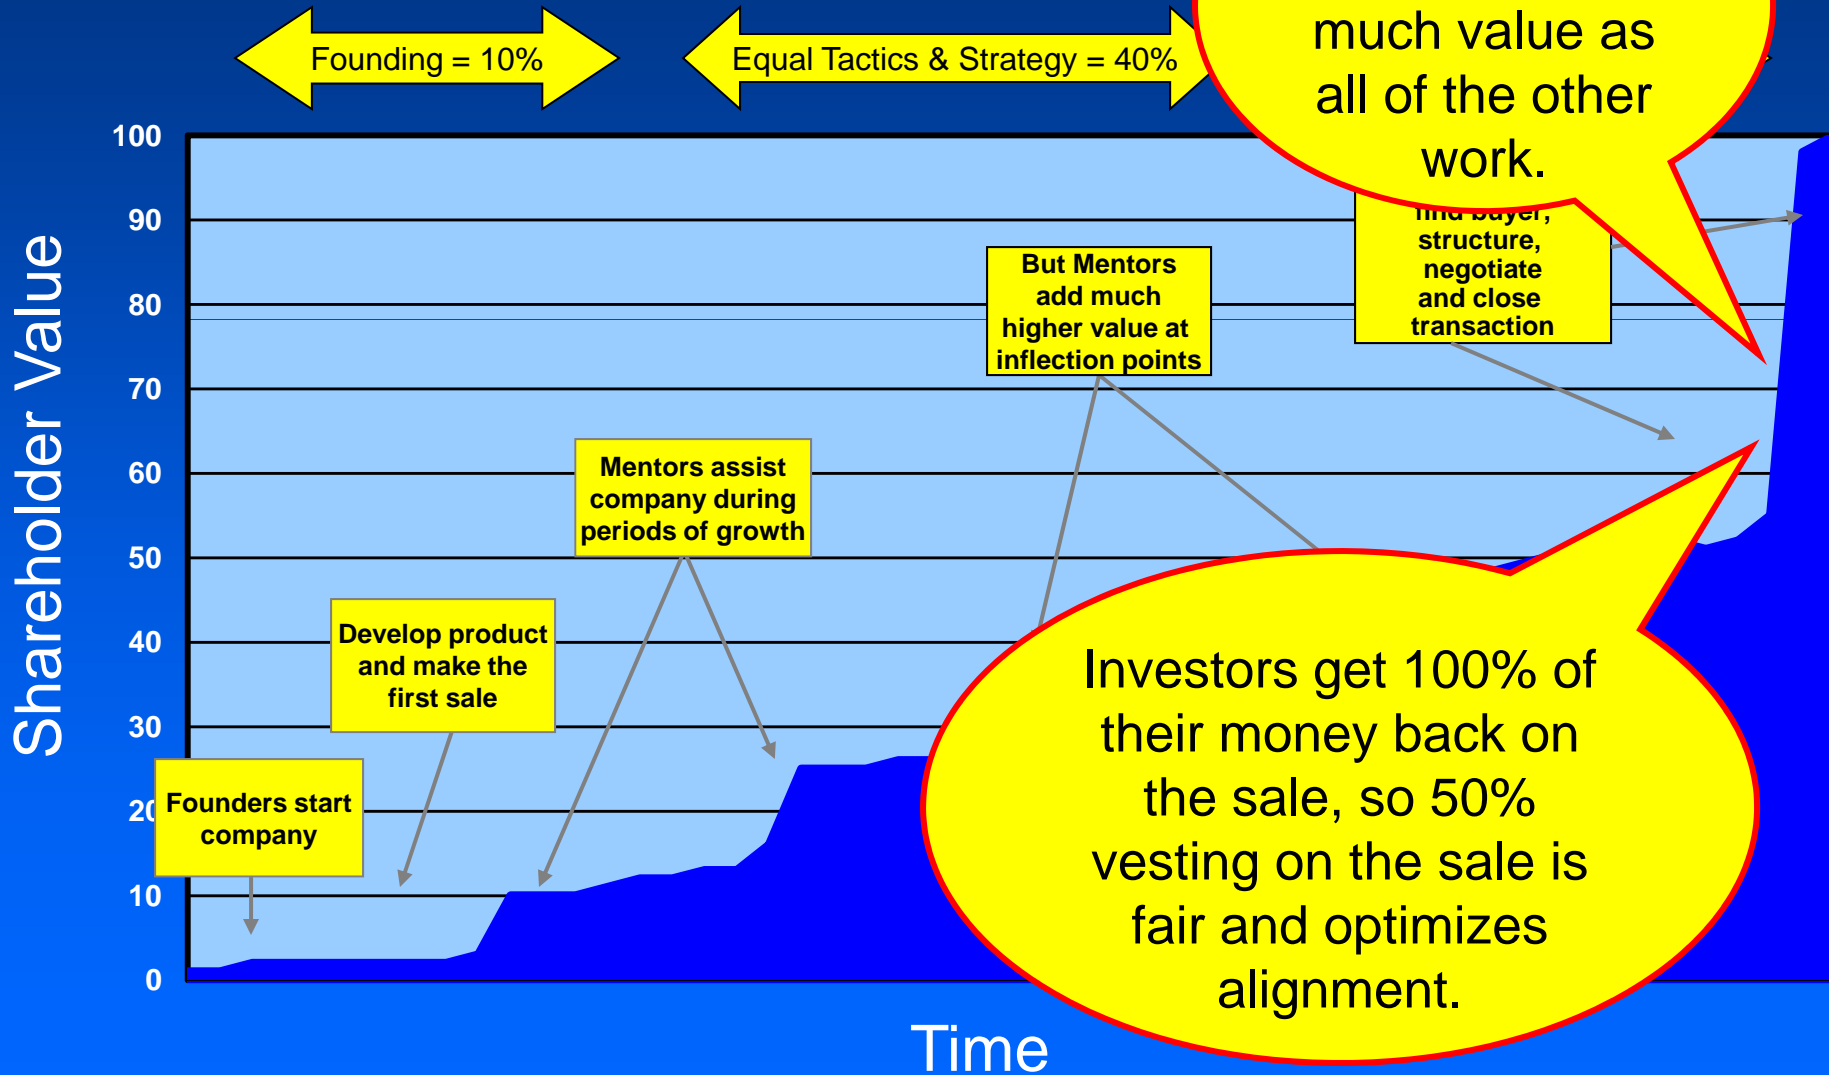 Founding = 10%
Equal Tactics & Strategy = 40%
much value as
all of the other
work.
Shareholder Value
100
90
80
70
60
50
40
30
20
10
0
find buyer,
structure,
negotiate
and close
transaction
But Mentors
add much
higher value at
inflection points
Mentors assist
company during
periods of growth
Develop product
and make the
first sale
Founders start
company
Investors get 100% of
their money back on
the sale, so 50%
vesting on the sale is
fair and optimizes
alignment.
Time